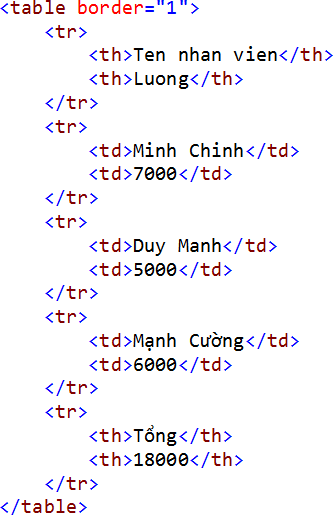 <table border="1">
<tr>
<th>Ten nhan vien</th>
<th>Luong</th>
</tr>
<tr>
<td>Minh Chinh</td>
<td>7000</td>
</tr>
<tr>
<td>Duy Manh</td>
<td>5000</td>
</tr>
<tr>
<td>Mạnh Cường</td>
<td>6000</td>
</tr>
<tr>
<th>Tổng</th>
<th>18000</th>
</tr>
</table>